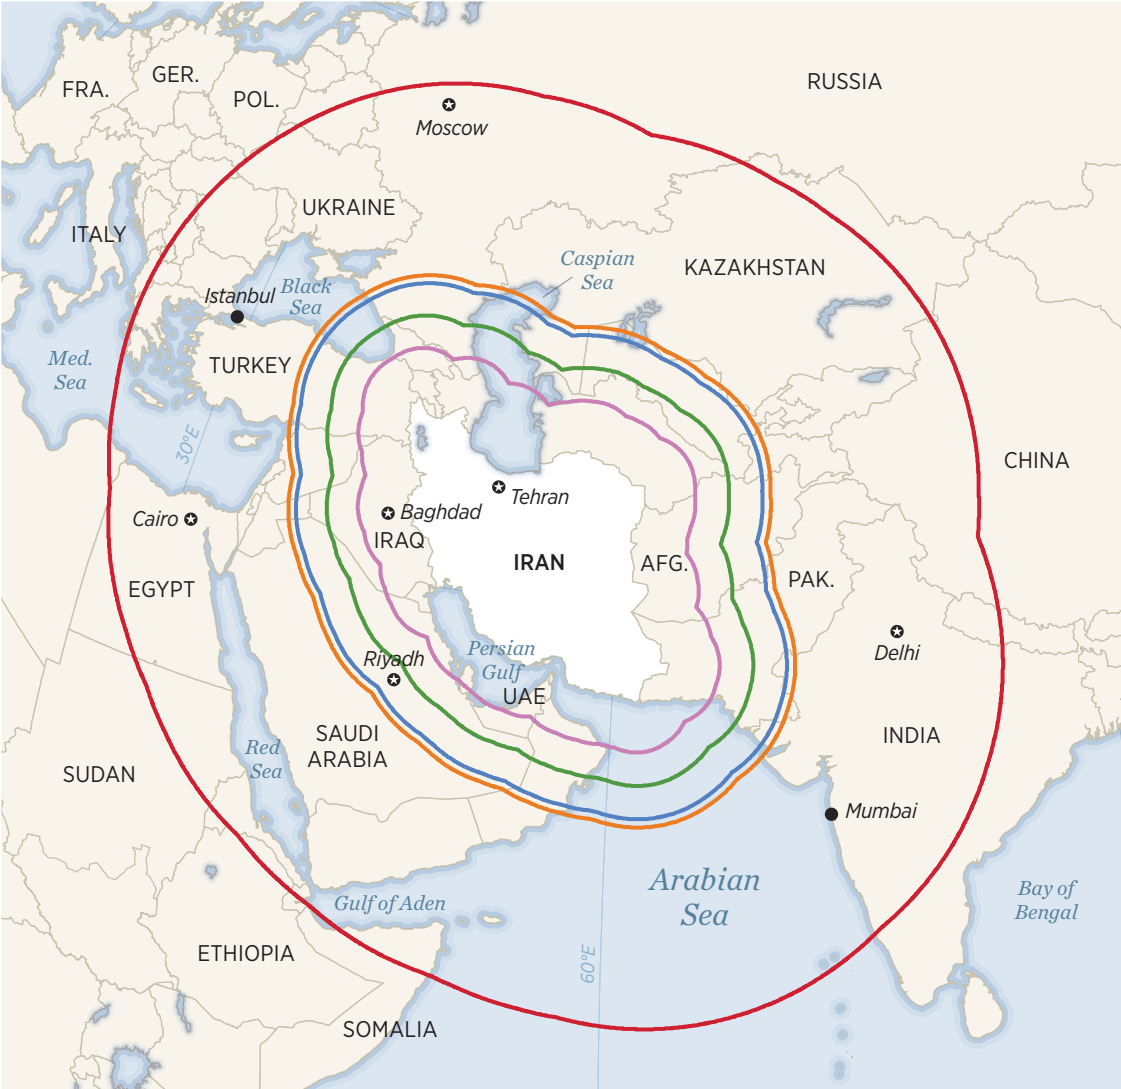 RUSSIA
GER.
FRA.
POL.
Moscow
UKRAINE
ITALY
Caspian
Sea
KAZAKHSTAN
Istanbul
Black
Sea
Med.
Sea
TURKEY
30°E
CHINA
Tehran
Cairo
Baghdad
IRAQ
IRAN
AFG.
PAK.
EGYPT
Delhi
Persian
Gulf
Riyadh
UAE
SAUDI
ARABIA
INDIA
Red
Sea
SUDAN
Mumbai
Arabian
Sea
Bay of
Bengal
Gulf of Aden
ETHIOPIA
60°E
SOMALIA